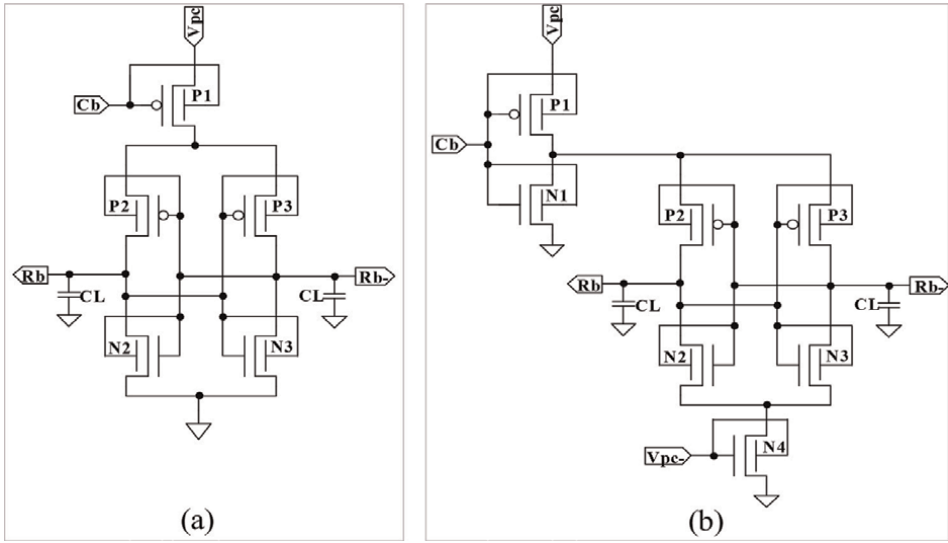 Vpc
P1
Cb
P2
P3
Rb
Rb-
CL
CL
N2
N3
(a)
Vpc
P1
Cb
N1
P2
P3
Rb
Rb-
CL
CL
N2
N3
Vpc-
N4
(b)